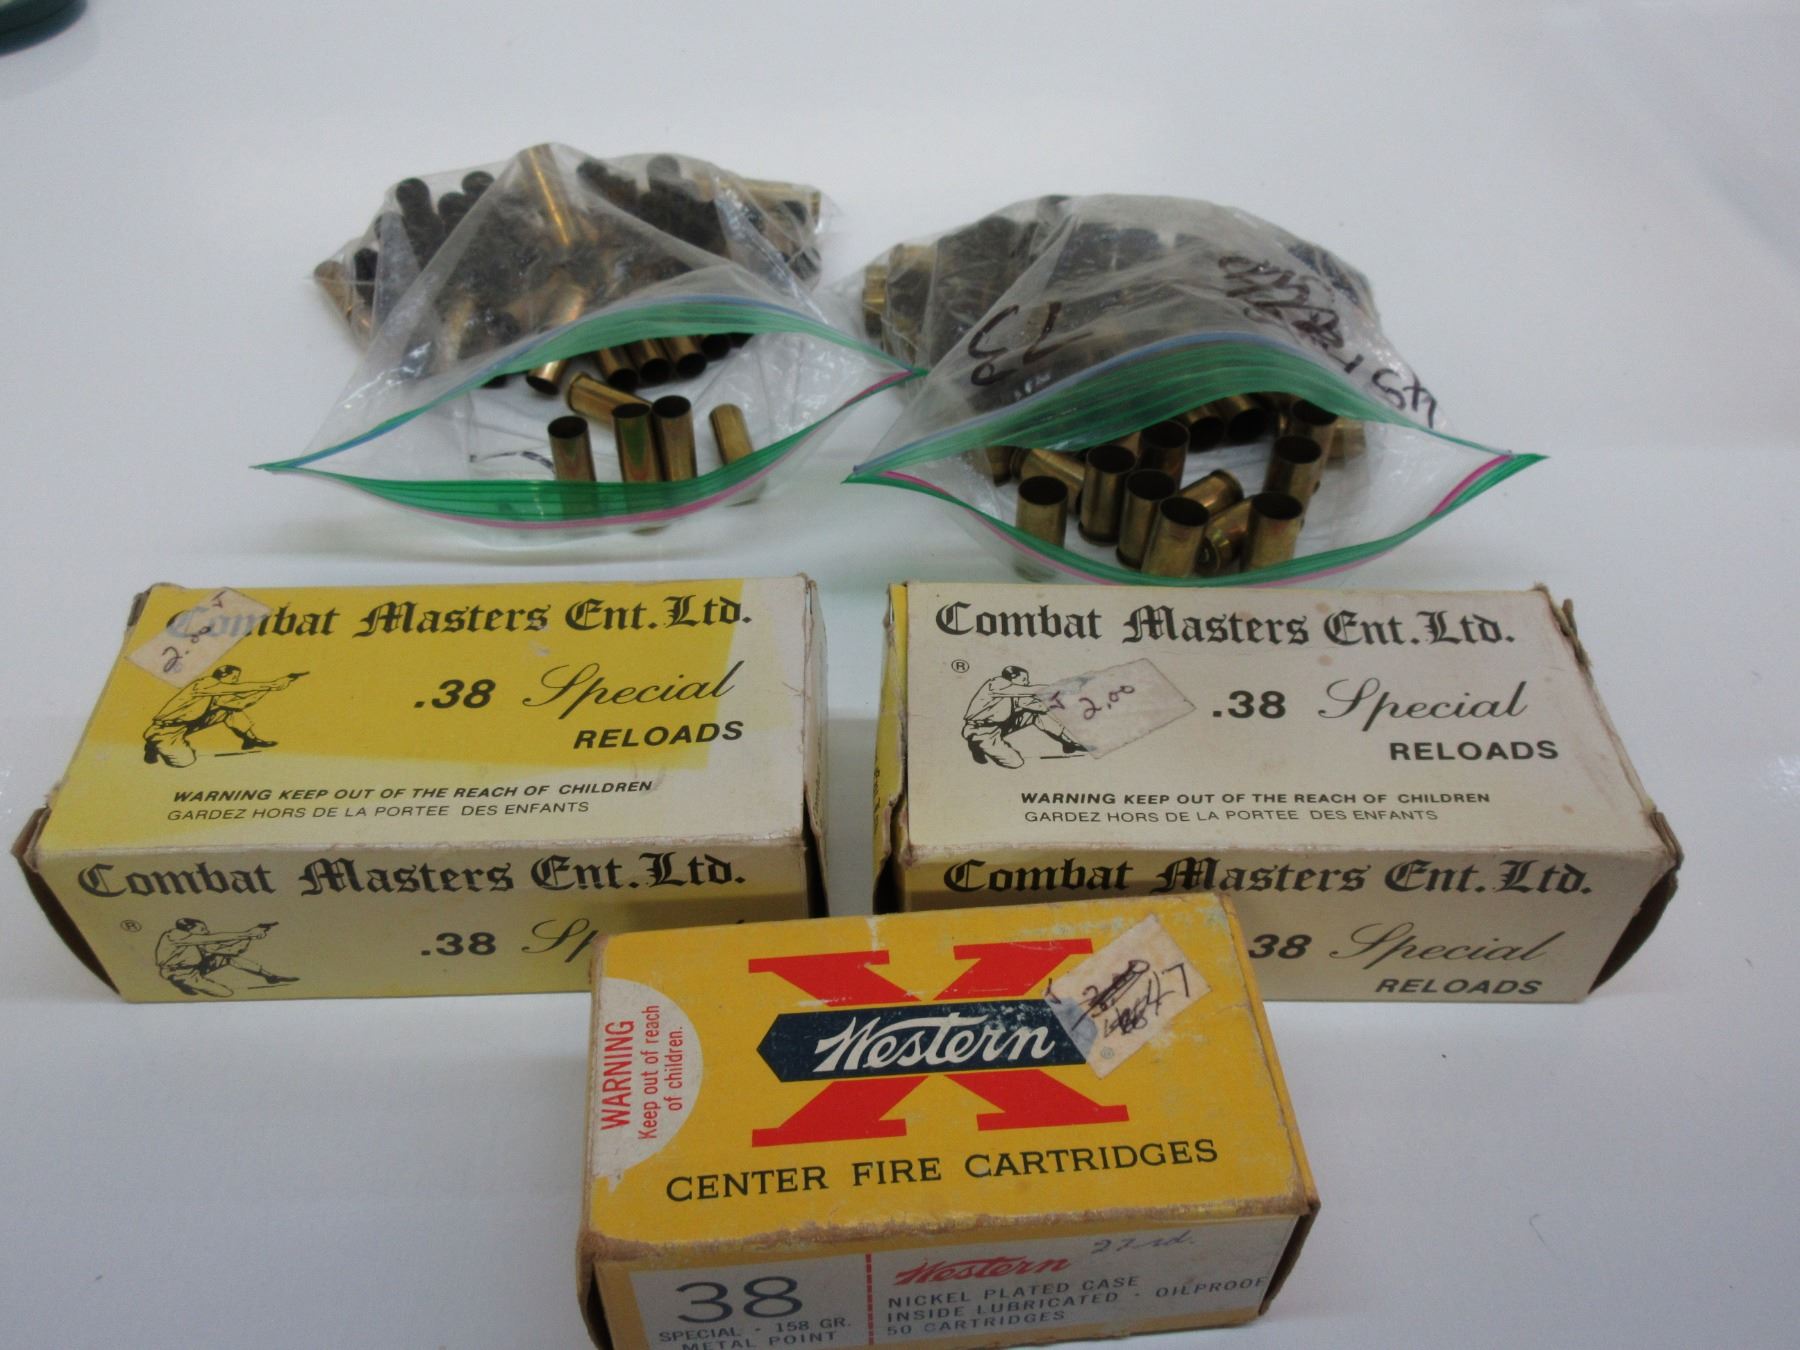 Combat Masters Ent. Ltd.
2.00
.38 Special
RELOADS
WARNING KEEP OUT OF THE REACH OF CHILDREN
GARDEZ HORS DE LA PORTEE DES ENFANTS
Combat Masters Ent. Ltd.
®
.38 Sp
Combat Masters Ent. Ltd.
®
2.00
.38 Special
RELOADS
WARNING KEEP OUT OF THE REACH OF CHILDREN
GARDEZ HORS DE LA PORTEE DES ENFANTS
Combat Masters Ent. Ltd.
38 Special
RELOADS
X
Western
®
WARNING
Keep out of reach
of children.
CENTER FIRE CARTRIDGES
38
SPECIAL · 158 GR.
METAL POINT
Western
NICKEL PLATED CASE
INSIDE LUBRICATED · OILPROOF
50 CARTRIDGES